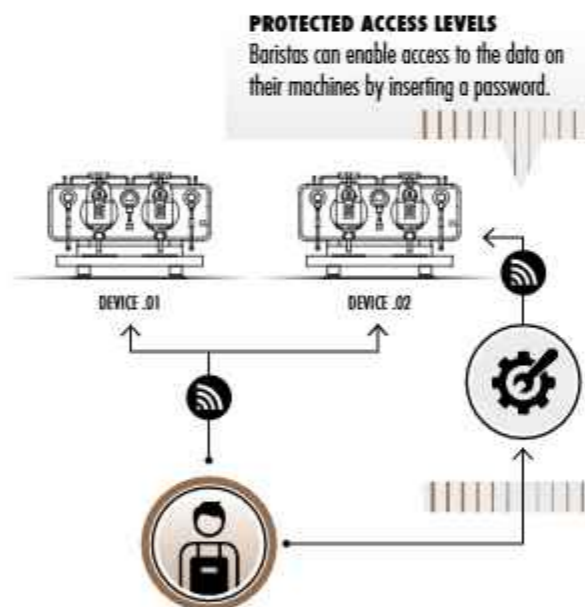 PROTECTED ACCESS LEVELS
Baristas can enable access to the data on
their machines by inserting a password.
DEVICE .01
DEVICE .02